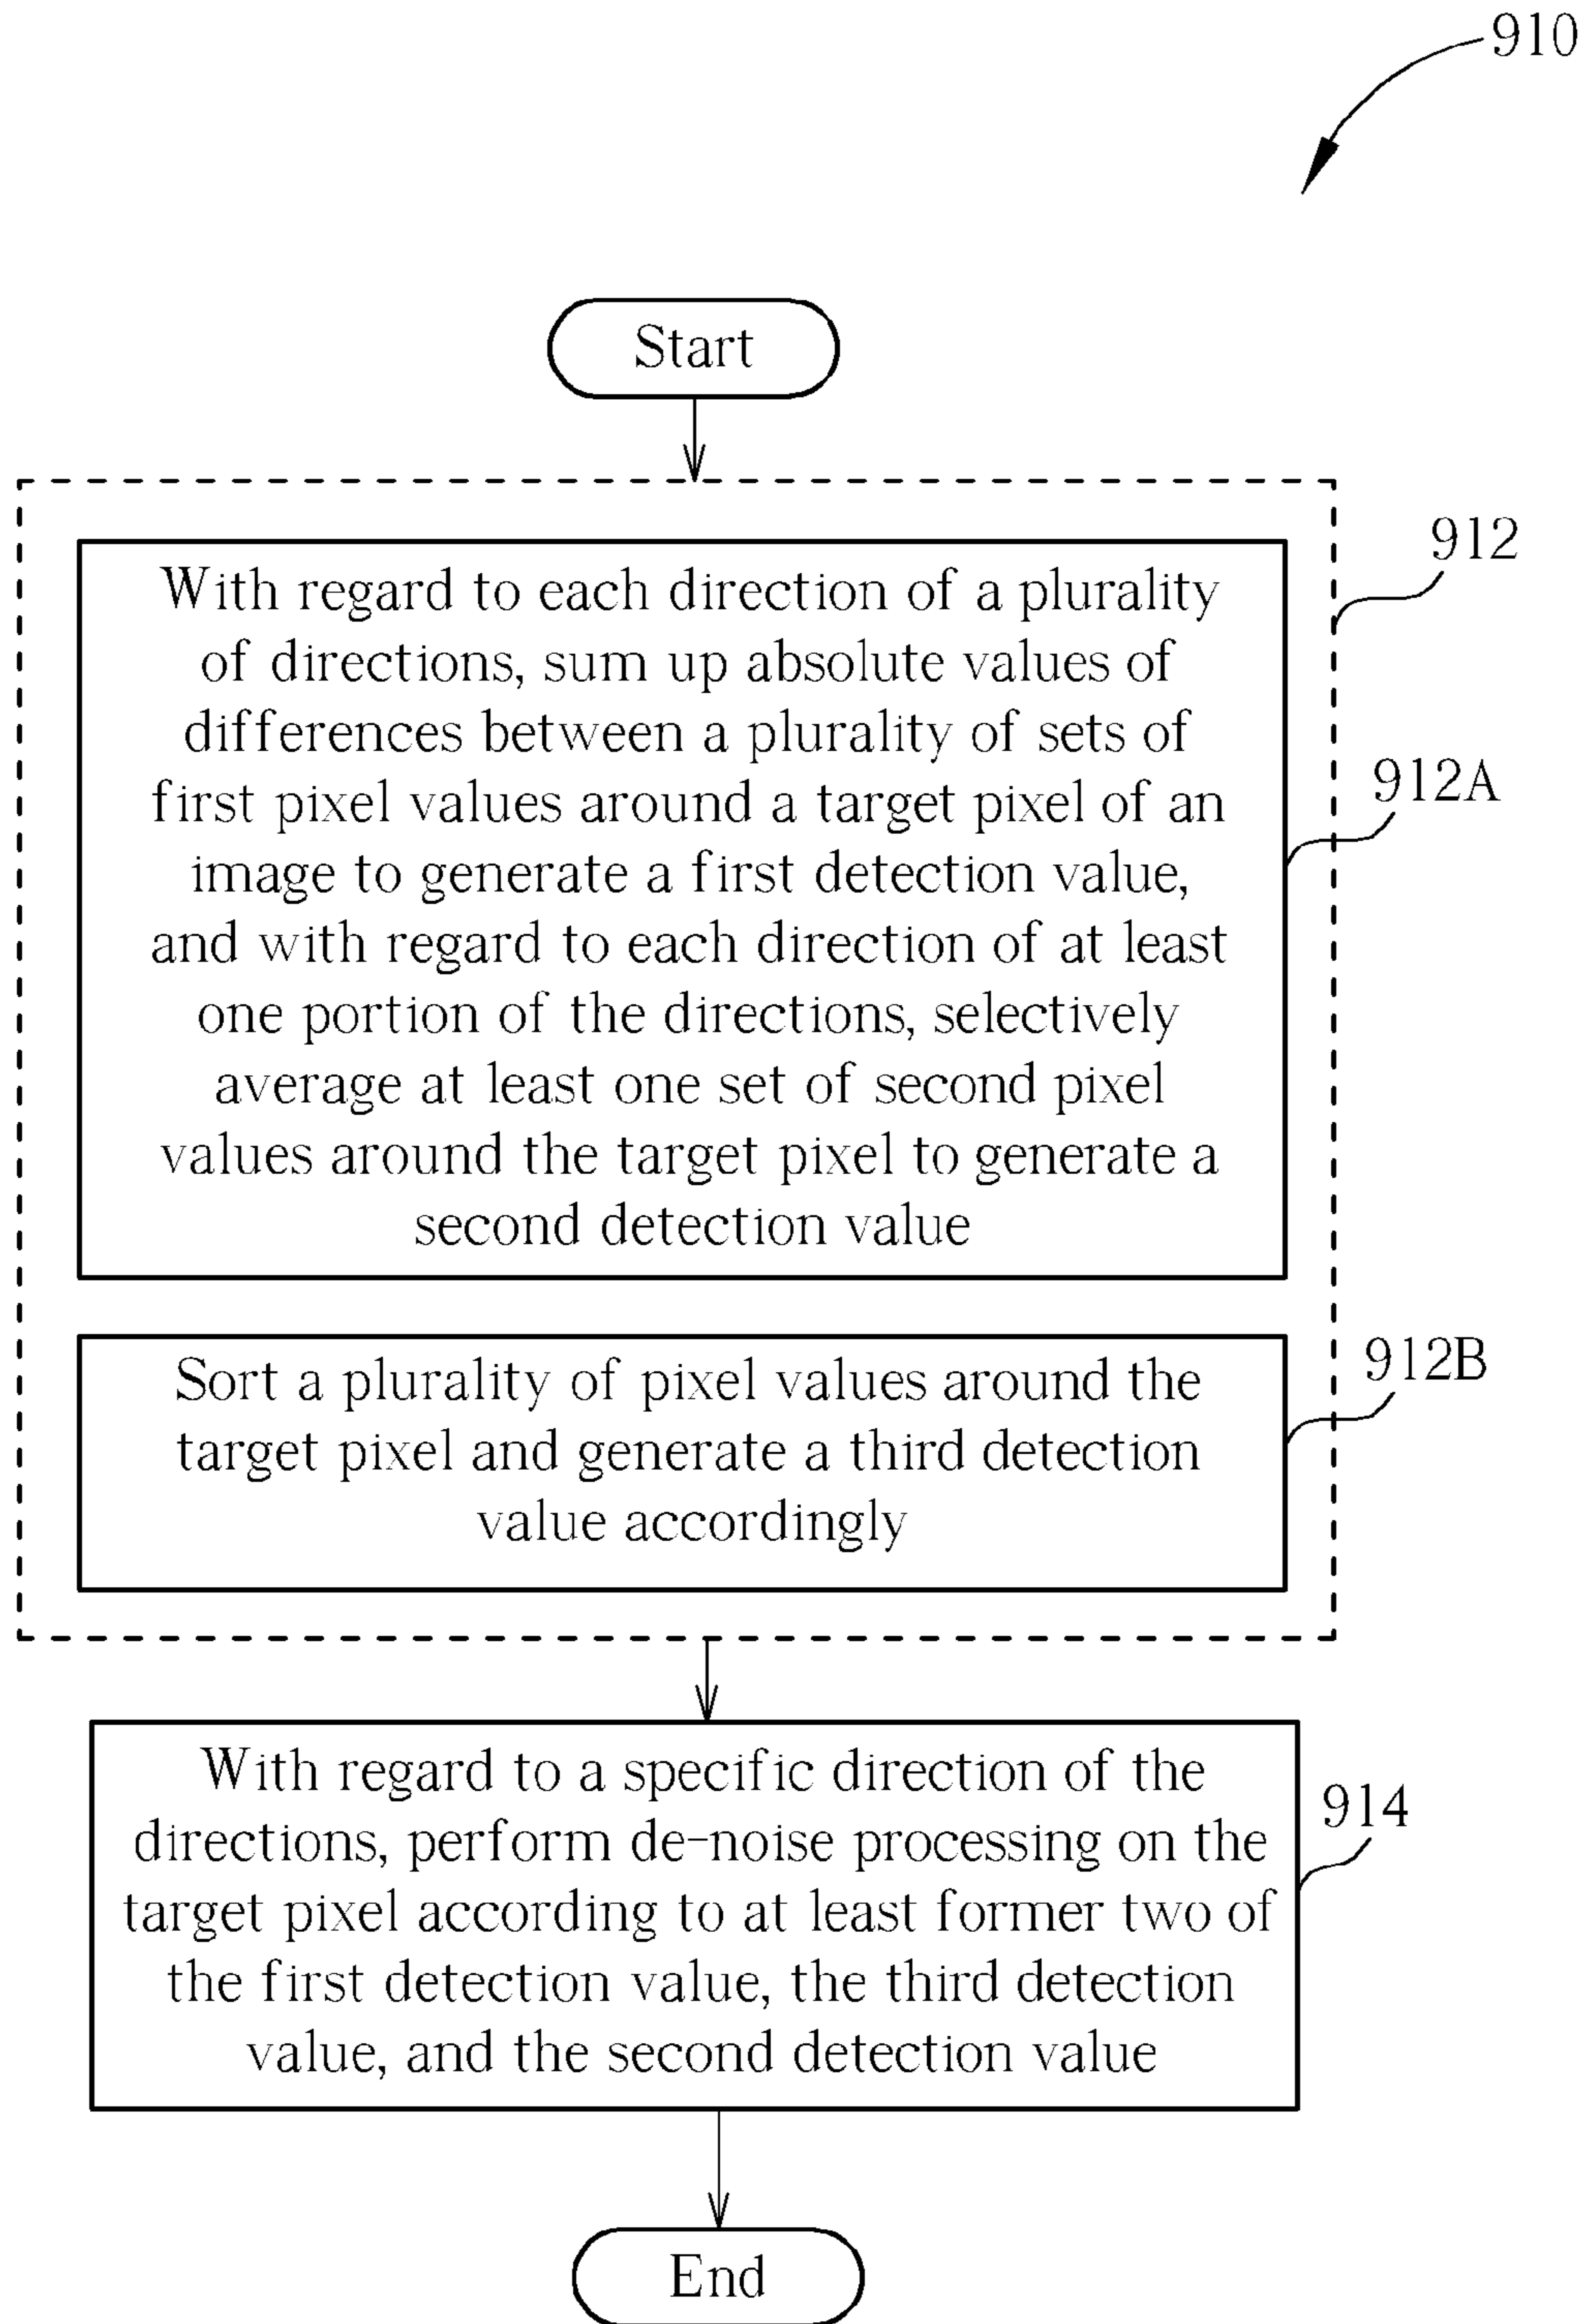 910
Start
912
With regard to each direction of a plurality
of directions, sum up absolute values of
differences between a plurality of sets of
first pixel values around a target pixel of an
image to generate a first detection value,
and with regard to each direction of at least
one portion of the directions, selectively
average at least one set of second pixel
values around the target pixel to generate a
second detection value
912A
Sort a plurality of pixel values around the
target pixel and generate a third detection
value accordingly
912B
With regard to a specific direction of the
directions, perform de-noise processing on the
target pixel according to at least former two of
the first detection value, the third detection
value, and the second detection value
914
End